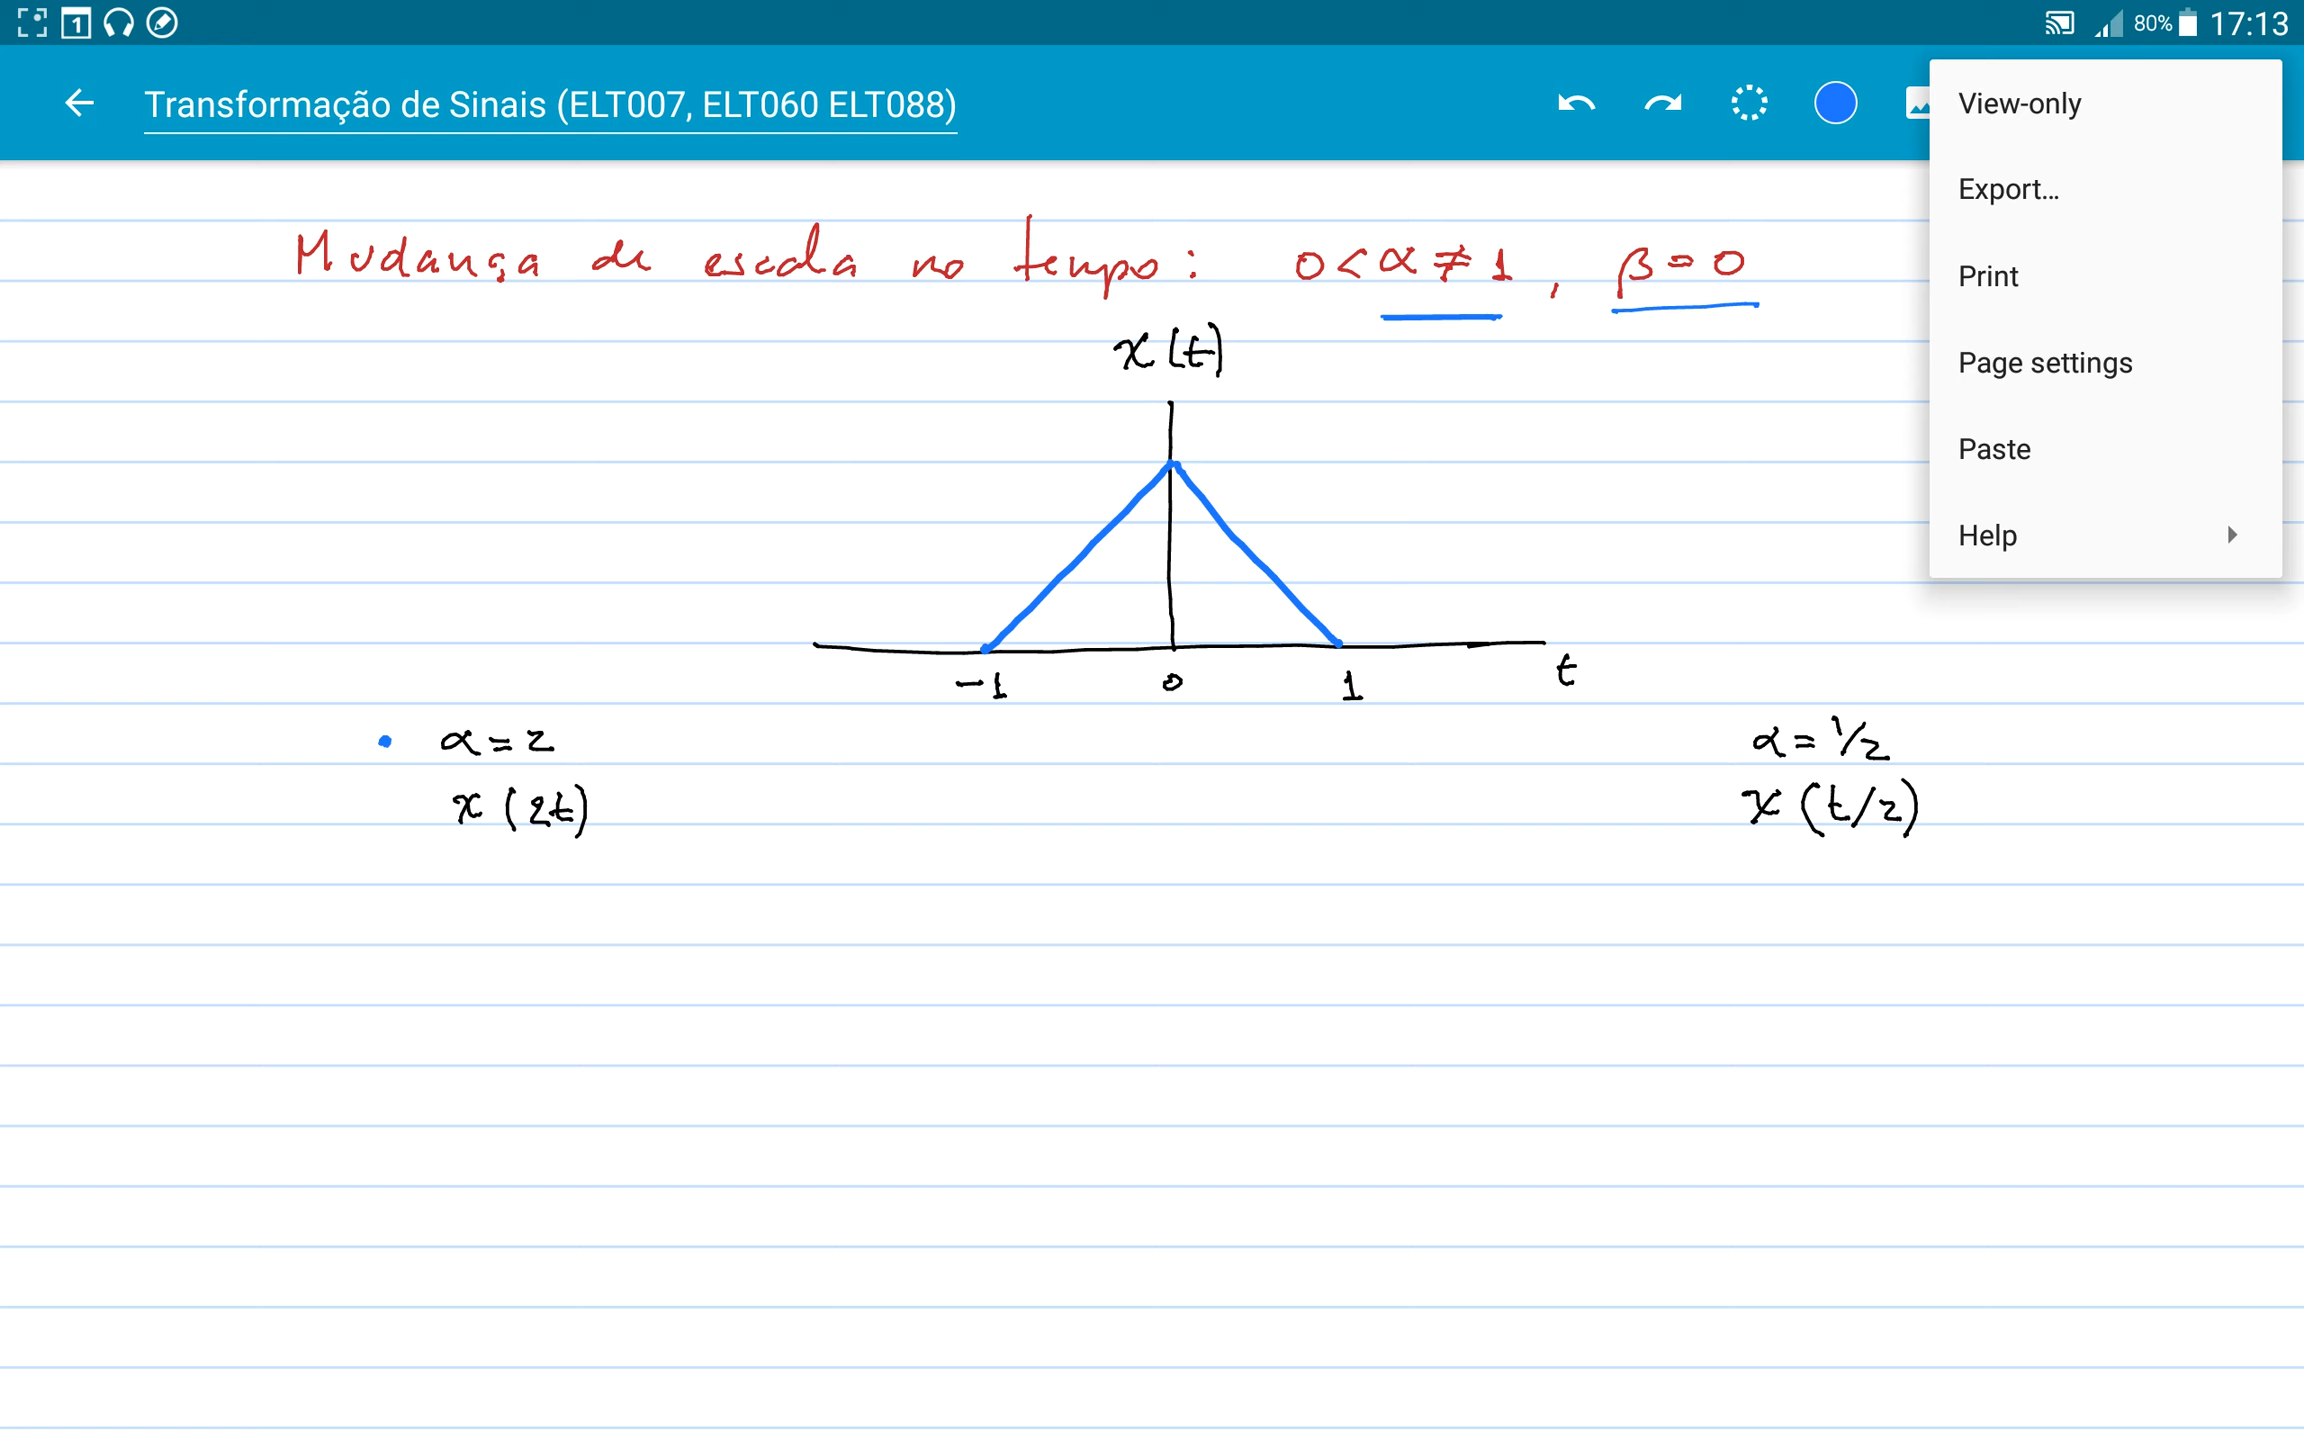 1 80% 17:13
Transformação de Sinais (ELT007, ELT060 ELT088)
View-only
Export...
Print
Page settings
Paste
Help
Mudança de escala no tempo: 0 < α ≠ 1, β = 0
x(t)
-1 0 1 t
• α = 2
x(2t)
α = 1/2
x(t/2)